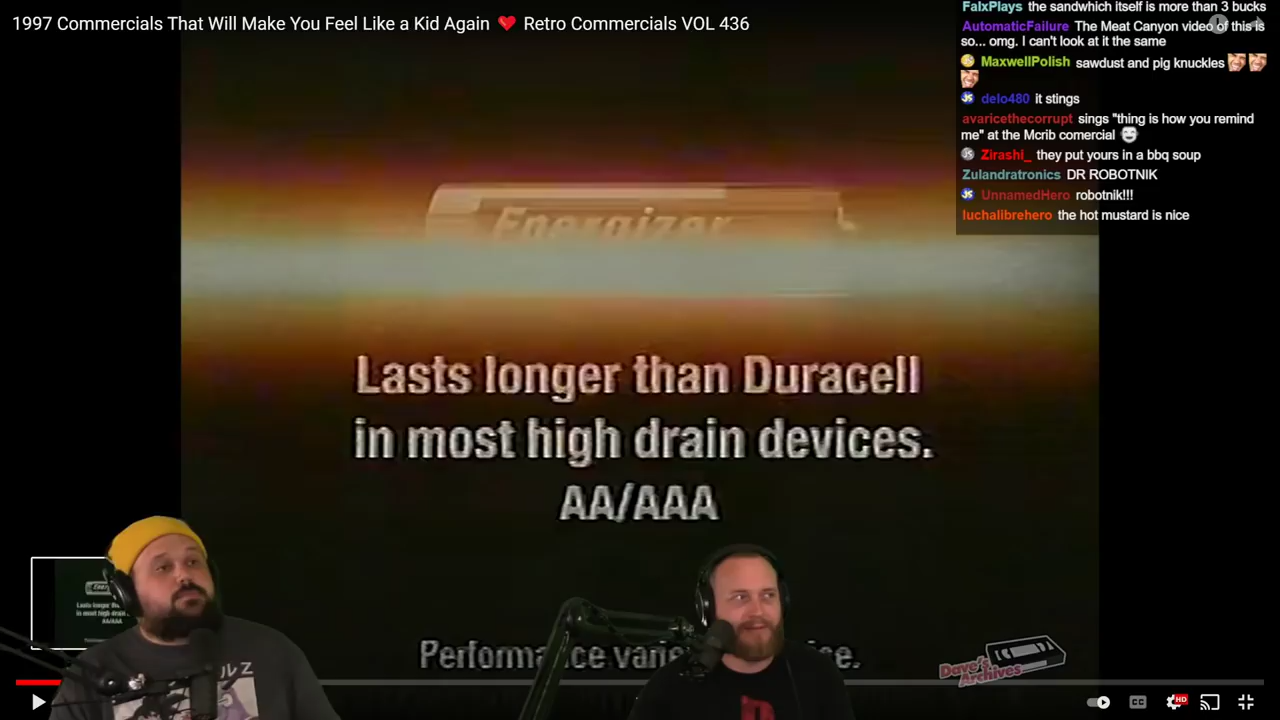 1997 Commercials That Will Make You Feel Like a Kid Again ❤️ Retro Commercials VOL 436
FalxPlays the sandwhich itself is more than 3 bucks
AutomaticFailure The Meat Canyon video of this is
so... omg. I can't look at it the same
MaxwellPolish sawdust and pig knuckles
delo480 it stings
avaricethecorrupt sings "thing is how you remind
me" at the Mcrib comercial
Zirashi_ they put yours in a bbq soup
Zulandratronics DR ROBOTNIK
UnnamedHero robotnik!!!
luchalibrehero the hot mustard is nice
Energizer
Lasts longer than Duracell
in most high drain devices.
AA/AAA
Dave's
Archives
CC
HD